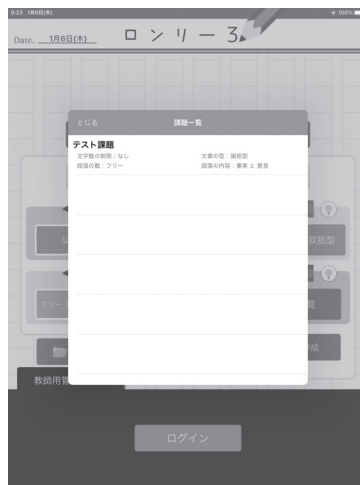 9:33 1月6日(木)
100%
Date. 1月6日(木)
ロンリー 3
とじる 課題一覧
テスト課題
文字数の制限：なし 文章の型：頭括型
段落の数：フリー 段落の内容：事実 と 意見
な
双括型
フリー
見
成
教師用管
ログイン